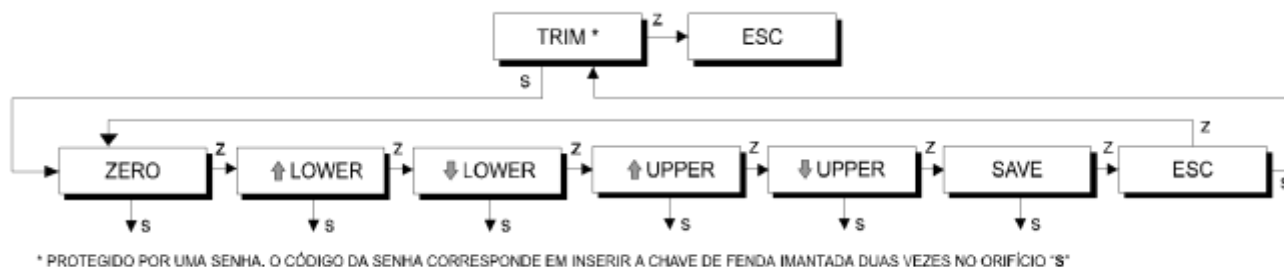 TRIM * Z ESC
S
Z
ZERO Z ⇧ LOWER Z ⇩ LOWER Z ⇧ UPPER Z ⇩ UPPER Z SAVE Z ESC S
S S S S S S
* PROTEGIDO POR UMA SENHA. O CÓDIGO DA SENHA CORRESPONDE EM INSERIR A CHAVE DE FENDA IMANTADA DUAS VEZES NO ORIFÍCIO "S"